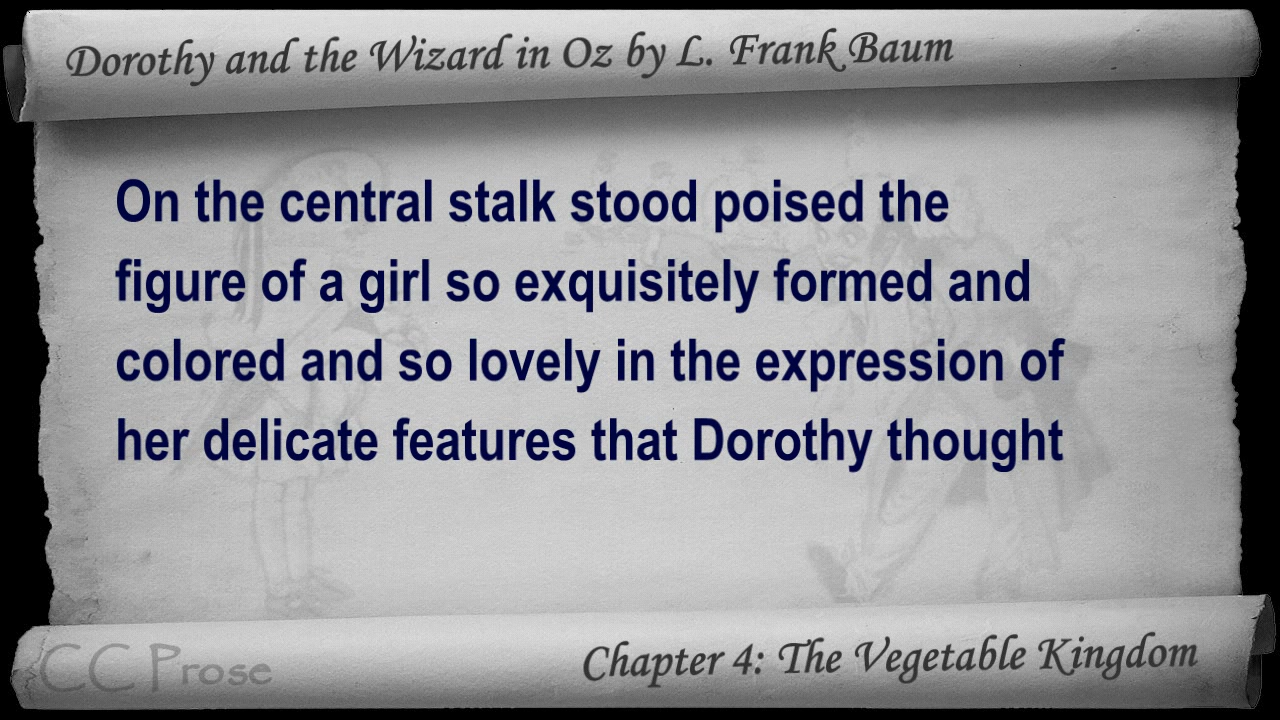 Dorothy and the Wizard in Oz by L. Frank Baum
On the central stalk stood poised the
figure of a girl so exquisitely formed and
colored and so lovely in the expression of
her delicate features that Dorothy thought
CC Prose
Chapter 4: The Vegetable Kingdom